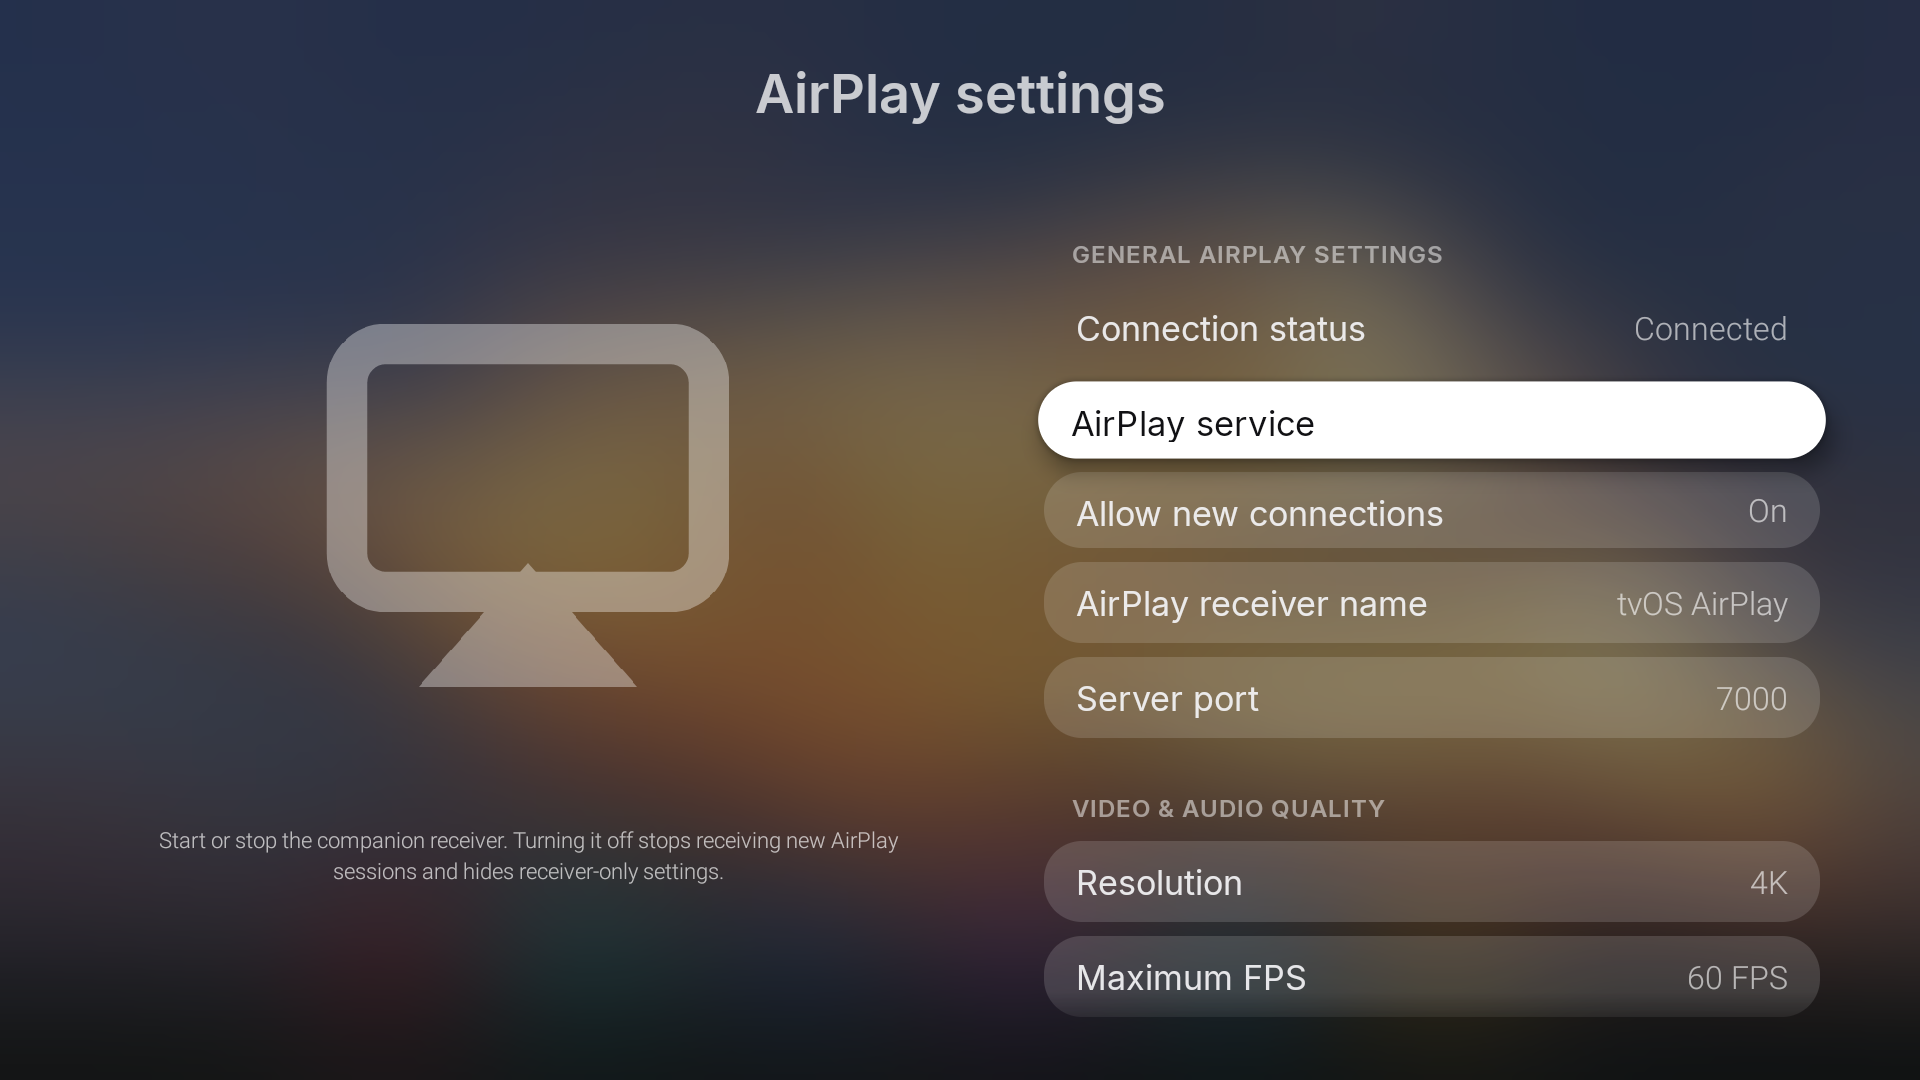 AirPlay settings
GENERAL AIRPLAY SETTINGS
Connection status Connected
AirPlay service
Allow new connections On
AirPlay receiver name tvOS AirPlay
Server port 7000
VIDEO & AUDIO QUALITY
Resolution 4K
Maximum FPS 60 FPS
Start or stop the companion receiver. Turning it off stops receiving new AirPlay
sessions and hides receiver-only settings.